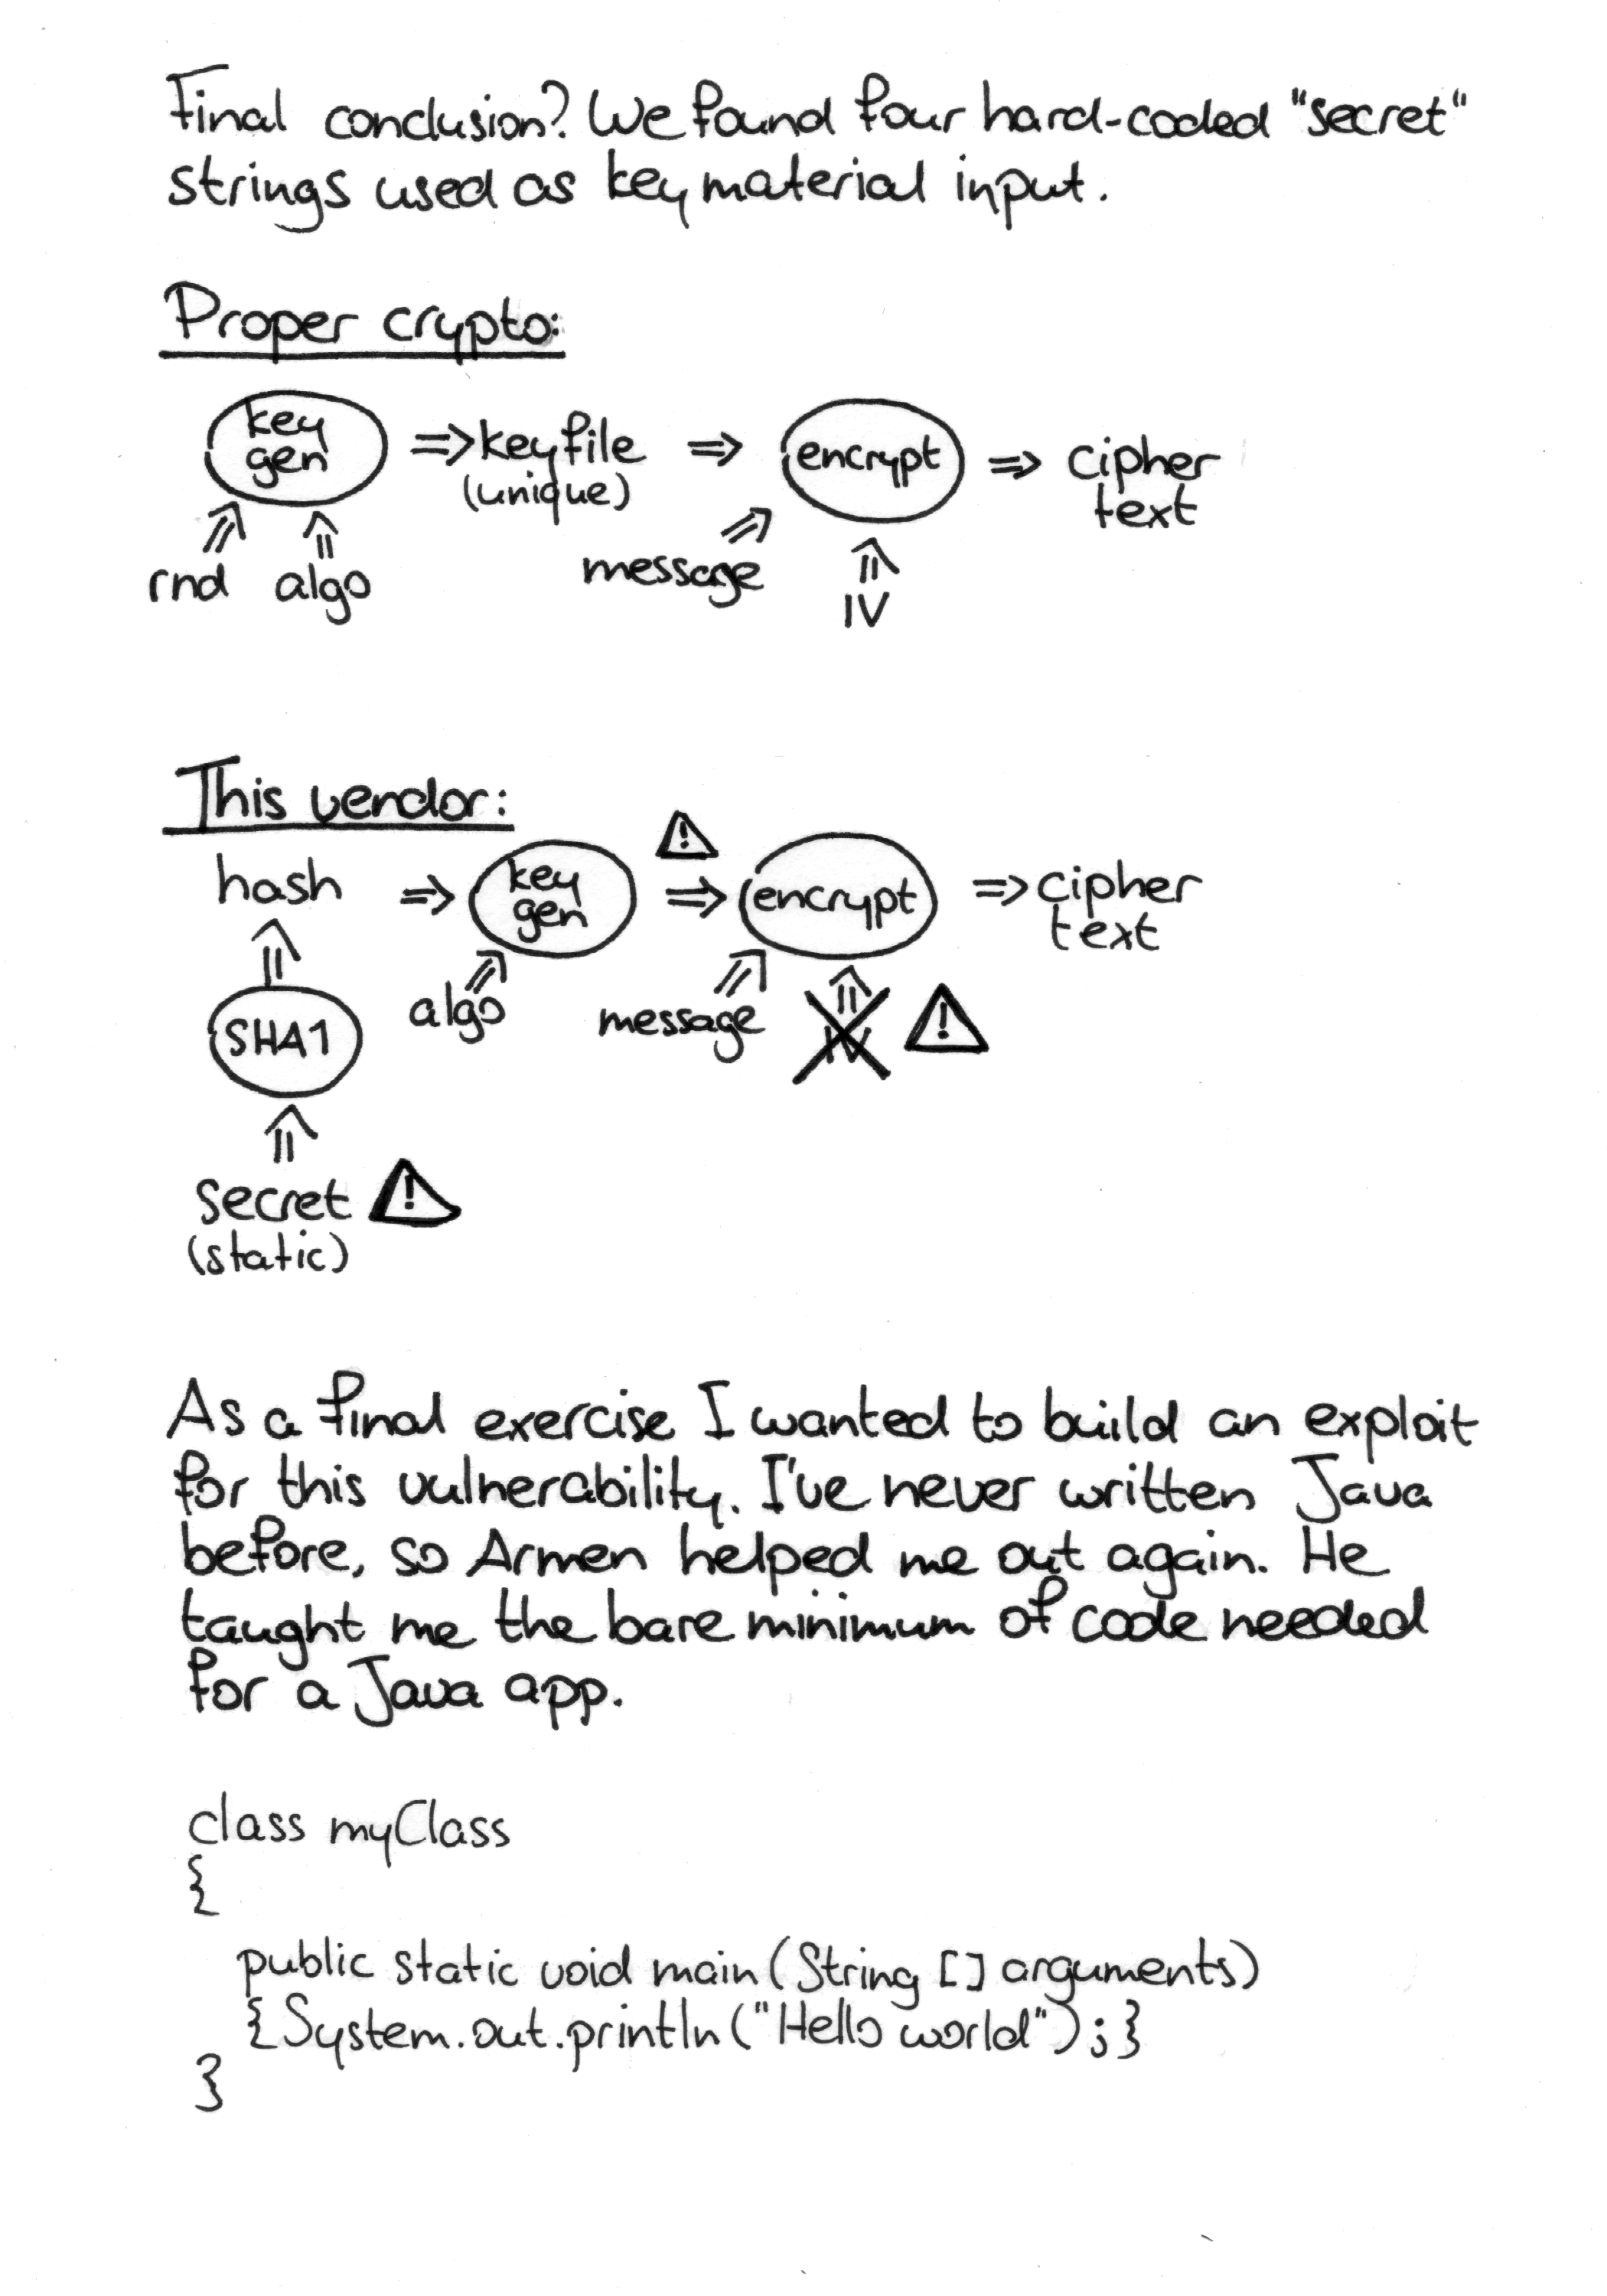 Final conclusion? We found four hard-coded "secret"
strings used as key material input.
Proper crypto:
key
gen
=> keyfile
(unique)
=>
encrypt
=> cipher
text
rnd
algo
message
IV
This vendor:
hash
=>
key
gen
!
=>
encrypt
=> cipher
text
SHA1
algo
message
IV
!
secret
!
(static)
As a final exercise I wanted to build an exploit
for this vulnerability. I've never written Java
before, so Armen helped me out again. He
taught me the bare minimum of code needed
for a Java app.
class myClass
{
public static void main (String [] arguments)
{System.out.println ("Hello world");}
}